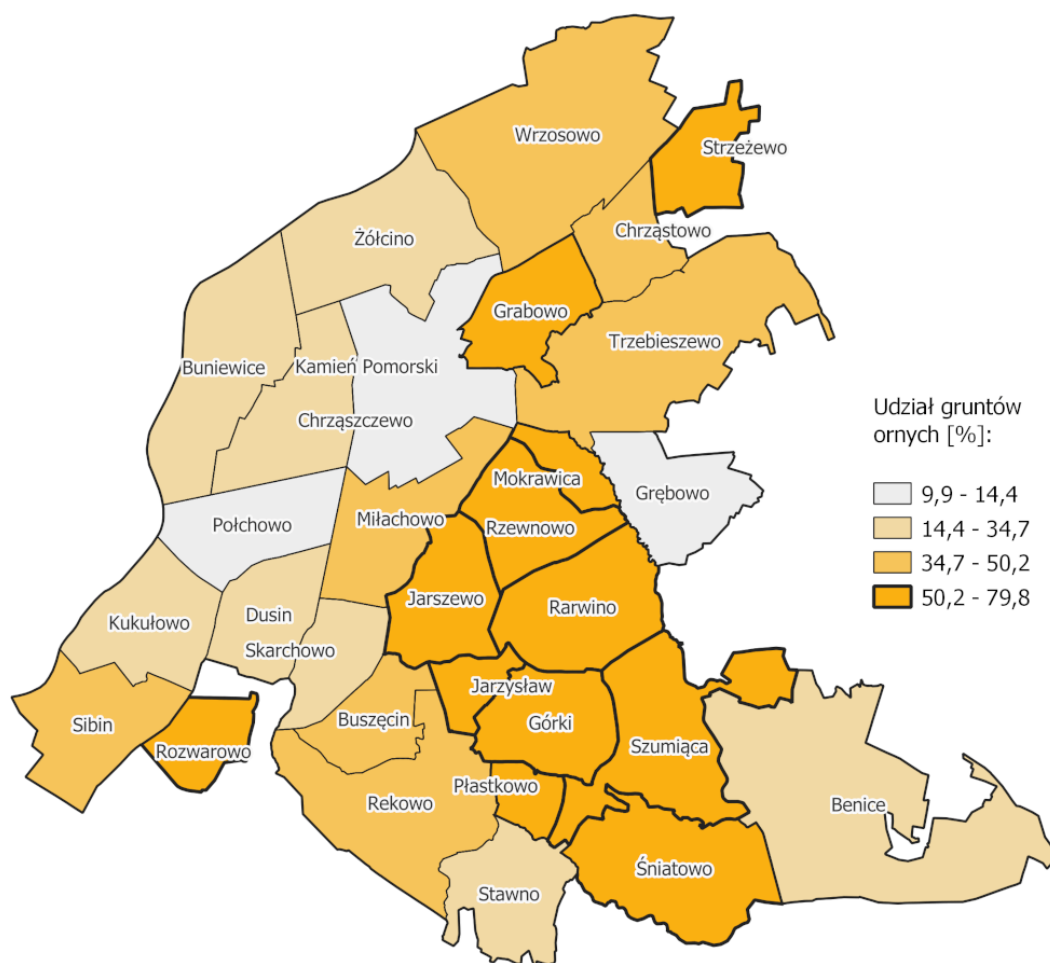 Wrzosowo
Strzeżewo
Żółcino
Chrząstowo
Grabowo
Trzebieszewo
Buniewice
Kamień Pomorski
Chrząszczewo
Mokrawica
Grębowo
Połchowo
Miłachowo
Rzewnowo
Jarszewo
Rarwino
Kukułowo
Dusin
Skarchowo
Jarzysław
Sibin
Buszęcin
Górki
Szumiąca
Rozwarowo
Rekowo
Płastkowo
Benice
Stawno
Śniatowo
Udział gruntów
ornych [%]:
9,9 - 14,4
14,4 - 34,7
34,7 - 50,2
50,2 - 79,8